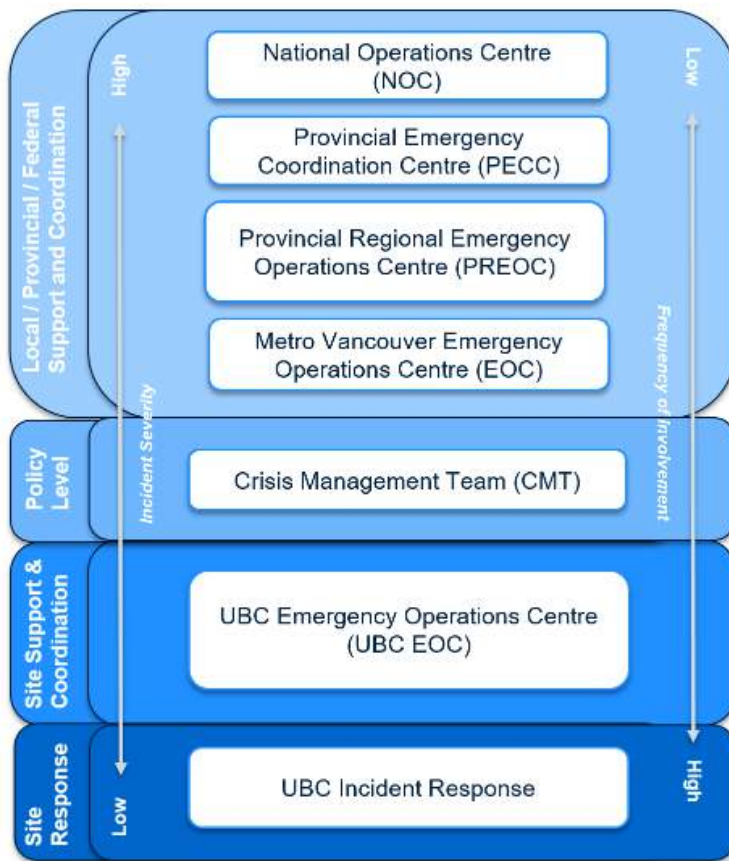 High
Low
National Operations Centre
(NOC)
Provincial Emergency
Coordination Centre (PECC)
Provincial Regional Emergency
Operations Centre (PREOC)
Metro Vancouver Emergency
Operations Centre (EOC)
Local / Provincial / Federal
Support and Coordination
Incident Severity
Frequency of Involvement
Policy
Level
Crisis Management Team (CMT)
Site Support &
Coordination
UBC Emergency Operations Centre
(UBC EOC)
Site
Response
Low
UBC Incident Response
High